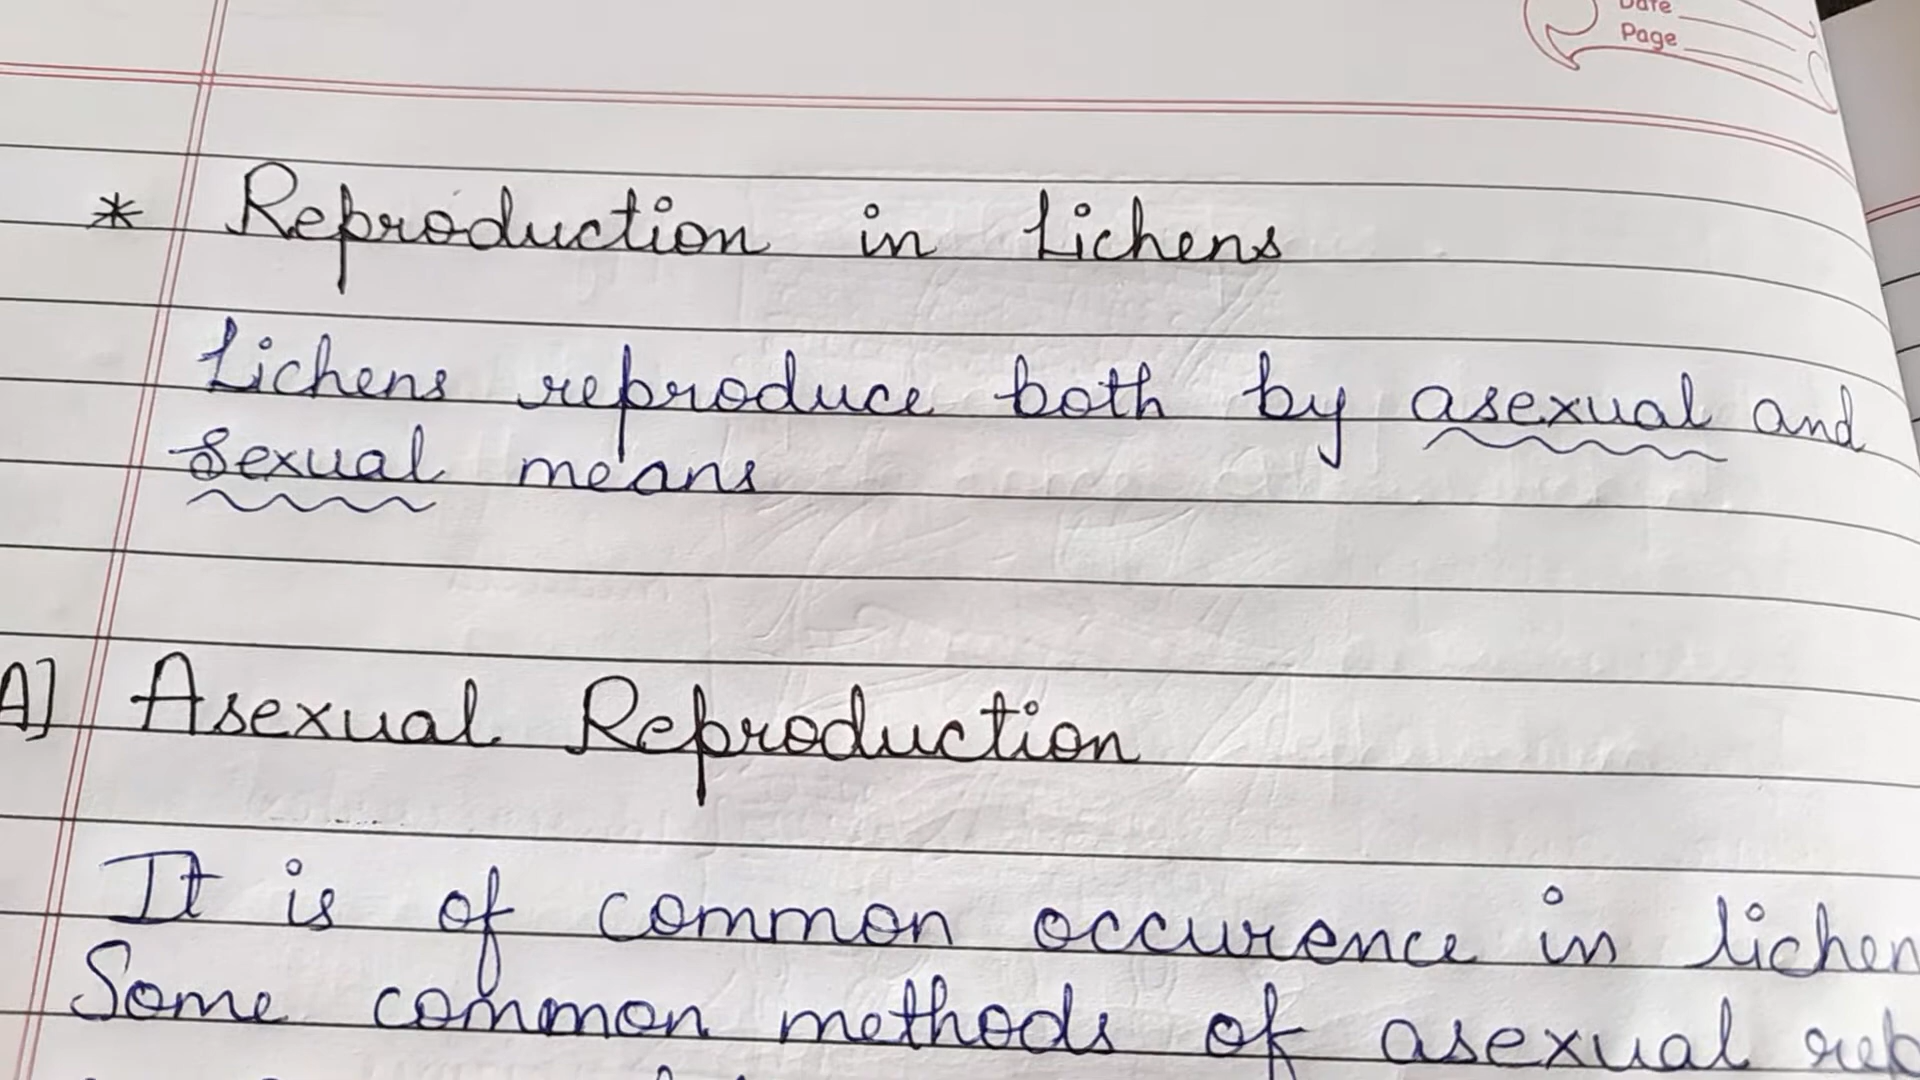 Date
Page
* Reproduction in Lichens
Lichens reproduce both by asexual and
sexual means
A] Asexual Reproduction
It is of common occurence in lichen
Some common methods of asexual rep